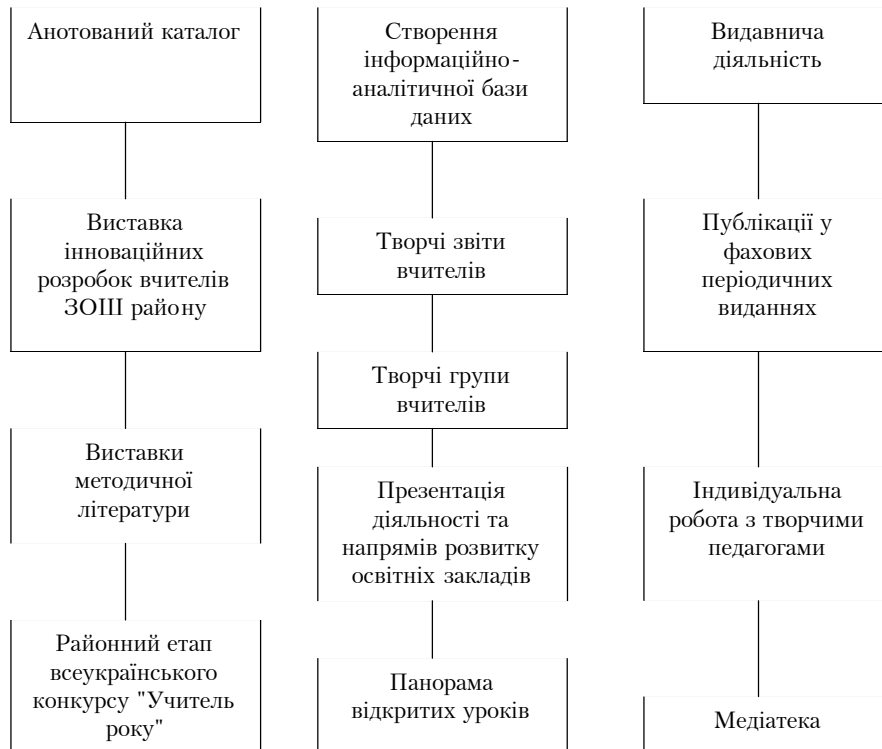 Анотований каталог
Виставка
інноваційних
розробок вчителів
ЗОШ району
Виставки
методичної
літератури
Районний етап
всеукраїнського
конкурсу "Учитель
року"
Створення
інформаційно-
аналітичної бази
даних
Творчі звіти
вчителів
Творчі групи
вчителів
Презентація
діяльності та
напрямів розвитку
освітніх закладів
Панорама
відкритих уроків
Видавнича
діяльність
Публікації у
фахових
періодичних
виданнях
Індивідуальна
робота з творчими
педагогами
Медіатека